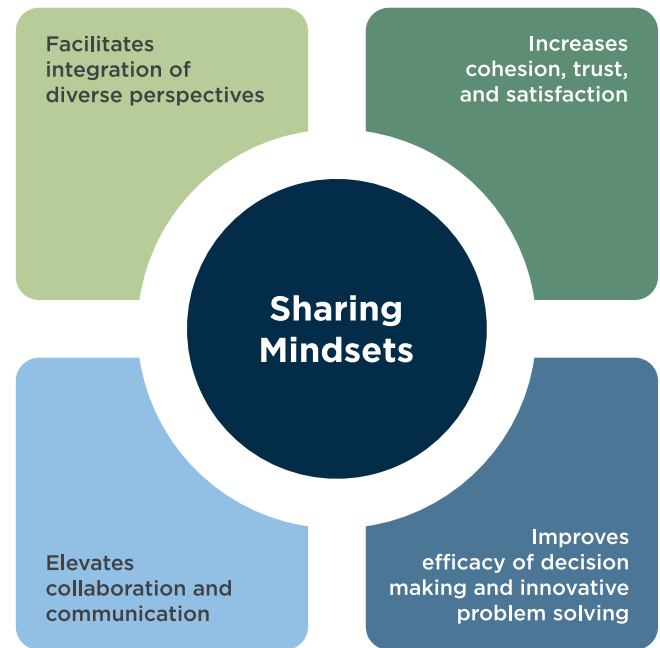 Facilitates
integration of
diverse perspectives
Increases
cohesion, trust,
and satisfaction
Sharing
Mindsets
Elevates
collaboration and
communication
Improves
efficacy of decision
making and innovative
problem solving